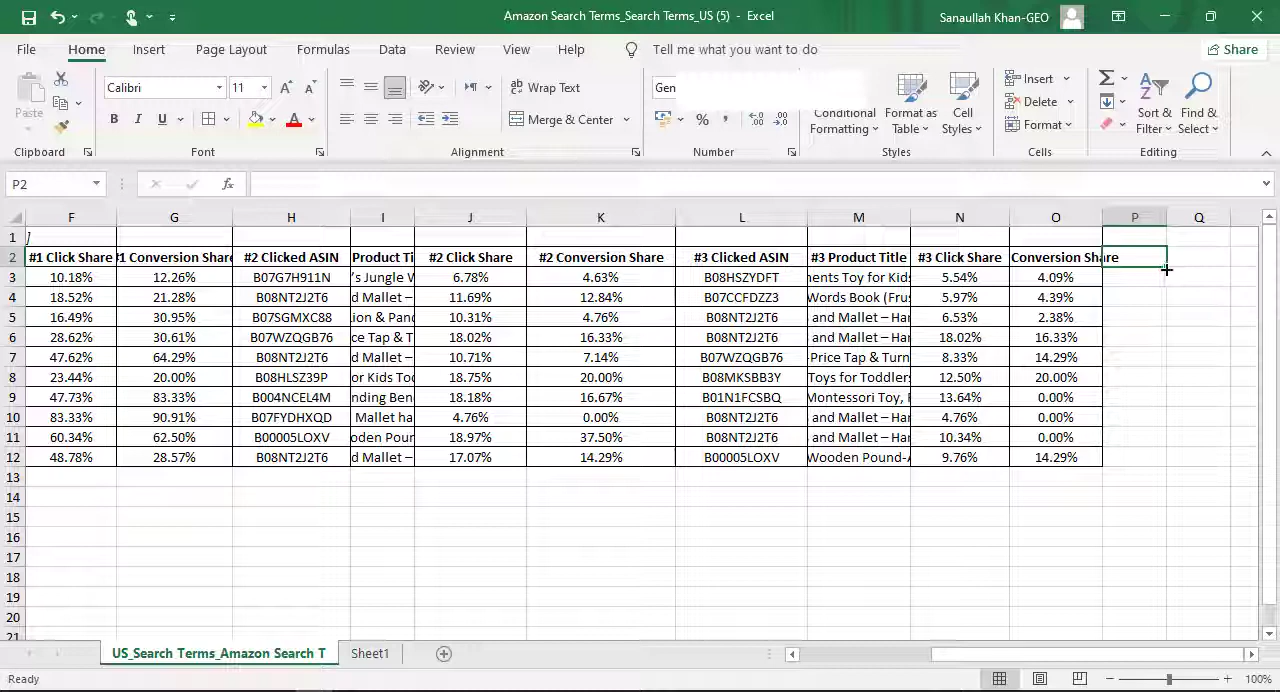 Amazon Search Terms_Search Terms_US (5) - Excel
Sanaullah Khan-GEO
File Home Insert Page Layout Formulas Data Review View Help Tell me what you want to do Share
Paste
Calibri 11
B I U
ab Wrap Text
Merge & Center
Gen
% ,
Conditional Formatting
Format as Table
Cell Styles
Insert
Delete
Format
Sort & Filter
Find & Select
Clipboard Font Alignment Number Styles Cells Editing
P2 fx
F G H I J K L M N O P Q
1 ]
2 #1 Click Share #1 Conversion Share #2 Clicked ASIN Product Ti #2 Click Share #2 Conversion Share #3 Clicked ASIN #3 Product Title #3 Click Share Conversion Share
3 10.18% 12.26% B07G7H911N 's Jungle W 6.78% 4.63% B08HSZYDFT nents Toy for Kids 5.54% 4.09%
4 18.52% 21.28% B08NT2J2T6 d Mallet – 11.69% 12.84% B07CCFDZZ3 Words Book (Frus 5.97% 4.39%
5 16.49% 30.95% B07SGMXC88 ion & Pand 10.31% 4.76% B08NT2J2T6 and Mallet – Han 6.53% 2.38%
6 28.62% 30.61% B07WZQGB76 ce Tap & T 18.02% 16.33% B08NT2J2T6 and Mallet – Han 18.02% 16.33%
7 47.62% 64.29% B08NT2J2T6 d Mallet – 10.71% 7.14% B07WZQGB76 -Price Tap & Turn 8.33% 14.29%
8 23.44% 20.00% B08HLSZ39P or Kids Too 18.75% 20.00% B08MKSBB3Y Toys for Toddlers 12.50% 20.00%
9 47.73% 83.33% B004NCEL4M nding Ben 18.18% 16.67% B01N1FCSBQ Montessori Toy, 13.64% 0.00%
10 83.33% 90.91% B07FYDHXQD Mallet ha 4.76% 0.00% B08NT2J2T6 and Mallet – Han 4.76% 0.00%
11 60.34% 62.50% B00005LOXV oden Poun 18.97% 37.50% B08NT2J2T6 and Mallet – Han 10.34% 0.00%
12 48.78% 28.57% B08NT2J2T6 d Mallet – 17.07% 14.29% B00005LOXV Wooden Pound-A 9.76% 14.29%
13
14
15
16
17
18
19
20
21
US_Search Terms_Amazon Search T Sheet1
Ready 100%